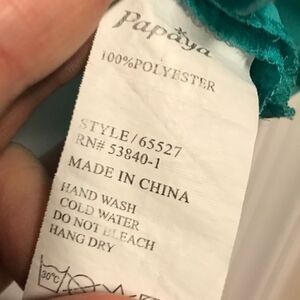 Papaya
100%POLYESTER
STYLE/65527
RN# 53840-1
MADE IN CHINA
HAND WASH
COLD WATER
DO NOT BLEACH
HANG DRY
30°C